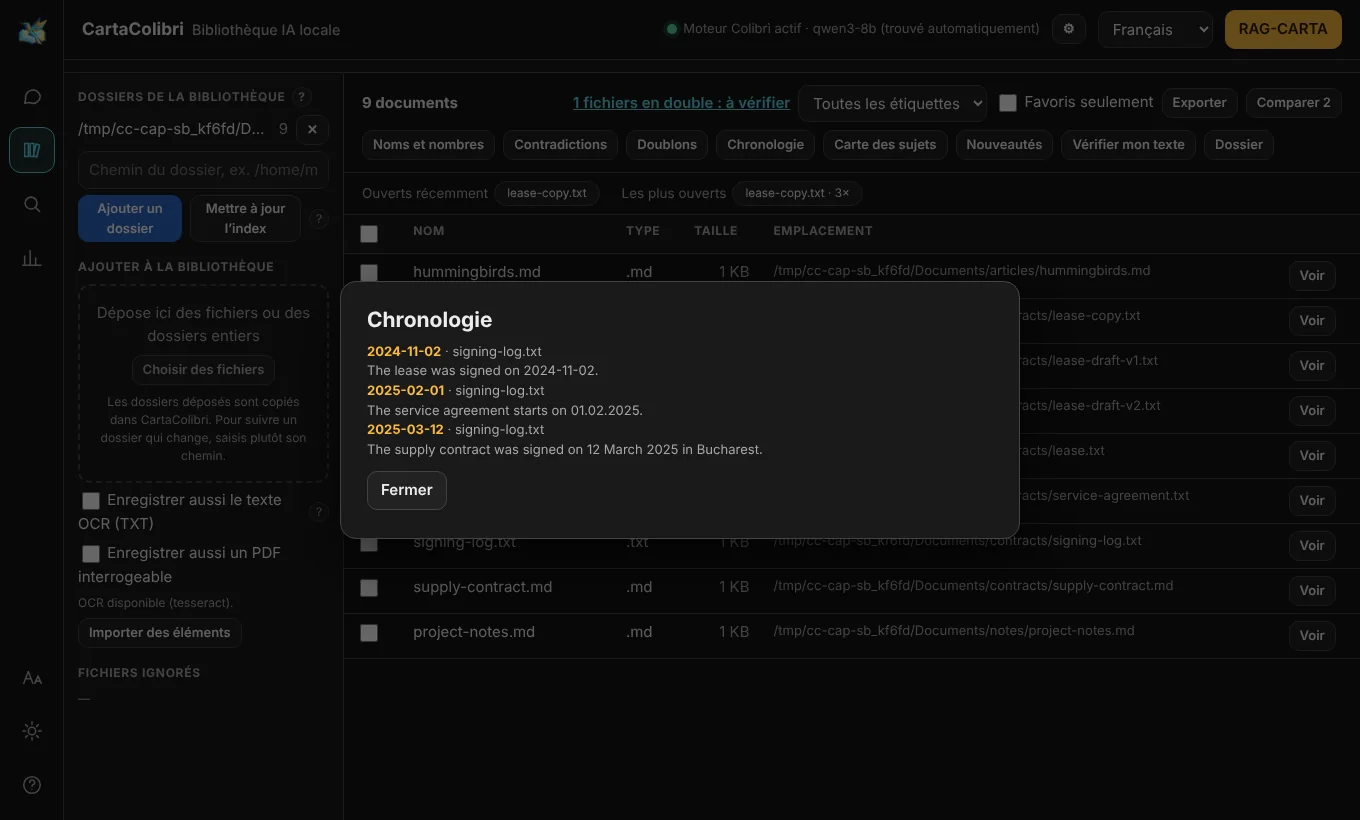 CartaColibri Bibliothèque IA locale
Moteur Colibrì actif · qwen3-8b (trouvé automatiquement)
⚙
Français
RAG-CARTA
DOSSIERS DE LA BIBLIOTHÈQUE ?
/tmp/cc-cap-sb_kf6fd/D... 9 ✕
Chemin du dossier, ex. /home/m
Ajouter un
dossier
Mettre à jour
l'index
?
AJOUTER À LA BIBLIOTHÈQUE
Dépose ici des fichiers ou des
dossiers entiers
Choisir des fichiers
Les dossiers déposés sont copiés
dans CartaColibri. Pour suivre un
dossier qui change, saisis plutôt son
chemin.
Enregistrer aussi le texte
OCR (TXT)
?
Enregistrer aussi un PDF
interrogeable
OCR disponible (tesseract).
Importer des éléments
FICHIERS IGNORÉS
—
AA
?
9 documents
1 fichiers en double : à vérifier
Toutes les étiquettes
Favoris seulement
Exporter
Comparer 2
Noms et nombres
Contradictions
Doublons
Chronologie
Carte des sujets
Nouveautés
Vérifier mon texte
Dossier
Ouverts récemment lease-copy.txt Les plus ouverts lease-copy.txt · 3×
NOM TYPE TAILLE EMPLACEMENT
hummingbirds.md .md 1 KB /tmp/cc-cap-sb_kf6fd/Documents/articles/hummingbirds.md Voir
racts/lease-copy.txt Voir
racts/lease-draft-v1.txt Voir
racts/lease-draft-v2.txt Voir
racts/lease.txt Voir
racts/service-agreement.txt Voir
Chronologie
2024-11-02 · signing-log.txt
The lease was signed on 2024-11-02.
2025-02-01 · signing-log.txt
The service agreement starts on 01.02.2025.
2025-03-12 · signing-log.txt
The supply contract was signed on 12 March 2025 in Bucharest.
Fermer
signing-log.txt .txt 1 KB /tmp/cc-cap-sb_kf6fd/Documents/contracts/signing-log.txt Voir
supply-contract.md .md 1 KB /tmp/cc-cap-sb_kf6fd/Documents/contracts/supply-contract.md Voir
project-notes.md .md 1 KB /tmp/cc-cap-sb_kf6fd/Documents/notes/project-notes.md Voir